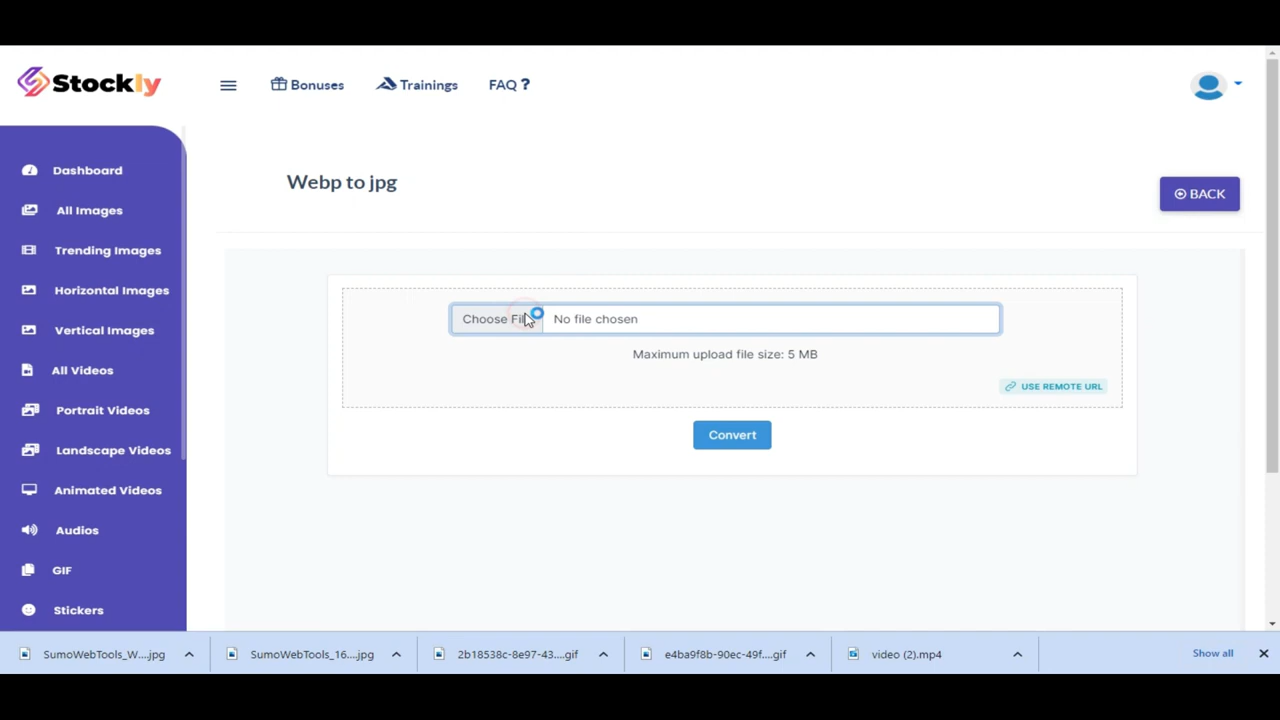 Stockly
Bonuses
Trainings
FAQ ?
Dashboard
All Images
Trending Images
Horizontal Images
Vertical Images
All Videos
Portrait Videos
Landscape Videos
Animated Videos
Audios
GIF
Stickers
Webp to jpg
BACK
Choose Fil
No file chosen
Maximum upload file size: 5 MB
USE REMOTE URL
Convert
SumoWebTools_W....jpg
SumoWebTools_16....jpg
2b18538c-8e97-43....gif
e4ba9f8b-90ec-49f....gif
video (2).mp4
Show all